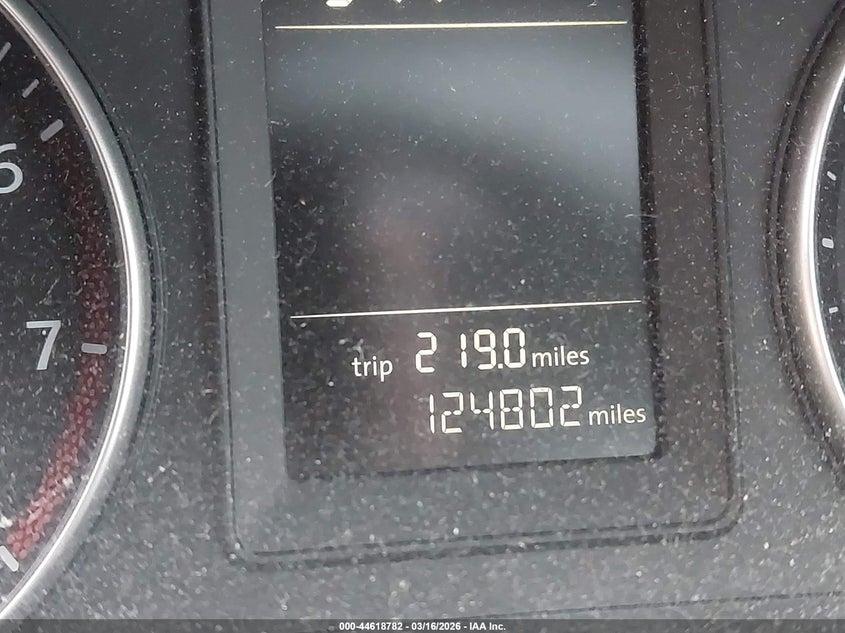 6
7
trip 219.0 miles
124802 miles
000-44618782 - 03/16/2026 - IAA Inc.